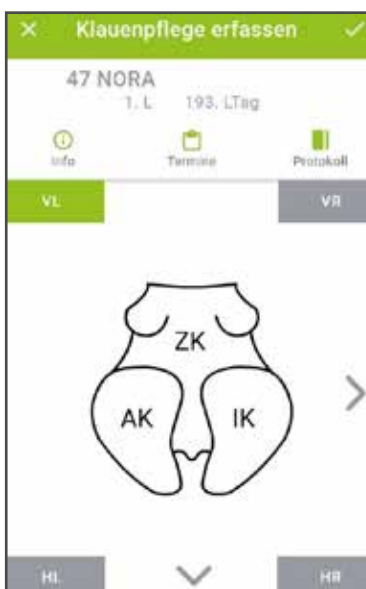 Klauenpflege erfassen
47 NORA
1. L 193. LTag
Info Termine Protokoll
VL VR
ZK
AK IK
HL HR